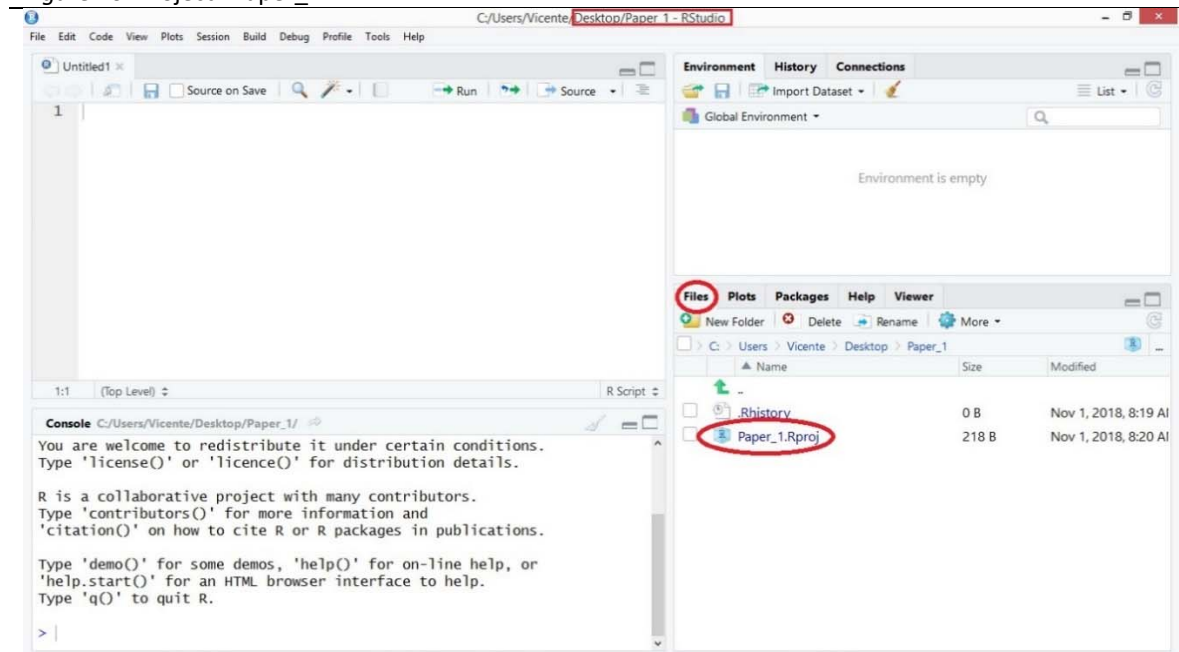 C:/Users/Vicente/Desktop/Paper_1 - RStudio
File Edit Code View Plots Session Build Debug Profile Tools Help
Untitled1
Source on Save Run Source
1
1:1 (Top Level) R Script
Console C:/Users/Vicente/Desktop/Paper_1/
You are welcome to redistribute it under certain conditions.
Type 'license()' or 'licence()' for distribution details.
R is a collaborative project with many contributors.
Type 'contributors()' for more information and
'citation()' on how to cite R or R packages in publications.
Type 'demo()' for some demos, 'help()' for on-line help, or
'help.start()' for an HTML browser interface to help.
Type 'q()' to quit R.
>
Environment History Connections
Import Dataset List
Global Environment
Environment is empty
Files Plots Packages Help Viewer
New Folder Delete Rename More
C: Users Vicente Desktop Paper_1
Name Size Modified
..
.Rhistory 0 B Nov 1, 2018, 8:19 AM
Paper_1.Rproj 218 B Nov 1, 2018, 8:20 AM